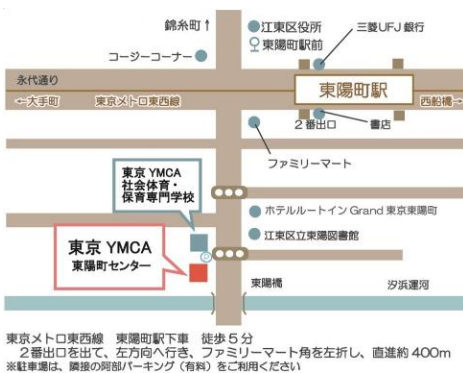 錦糸町↑
江東区役所
東陽町駅前
三菱UFJ銀行
コージーコーナー
永代通り
東陽町駅
←大手町
東京メトロ東西線
西船橋→
2番出口
書店
ファミリーマート
東京YMCA
社会体育・
保育専門学校
ホテルルートイン Grand 東京東陽町
江東区立東陽図書館
東京 YMCA
東陽町センター
P
東陽橋
汐浜運河
東京メトロ東西線 東陽町駅下車 徒歩5分
2番出口を出て、左方向へ行き、ファミリーマート角を左折し、直進約400m
※駐車場は、隣接の阿部パーキング(有料)をご利用ください